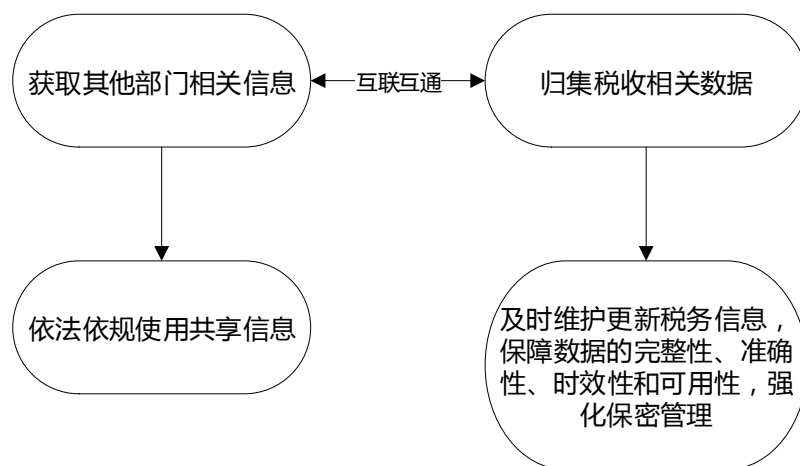 获取其他部门相关信息
互联互通
归集税收相关数据
依法依规使用共享信息
及时维护更新税务信息，
保障数据的完整性、准确
性、时效性和可用性，强
化保密管理